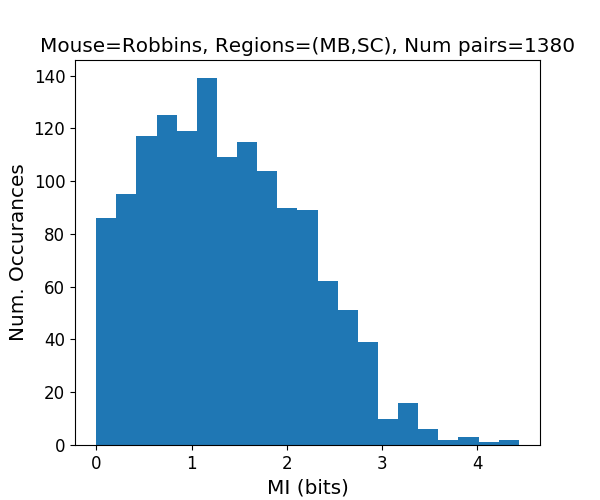 Mouse=Robbins, Regions=(MB,SC), Num pairs=1380
Num. Occurances
140
120
100
80
60
40
20
0
0 1 2 3 4
MI (bits)